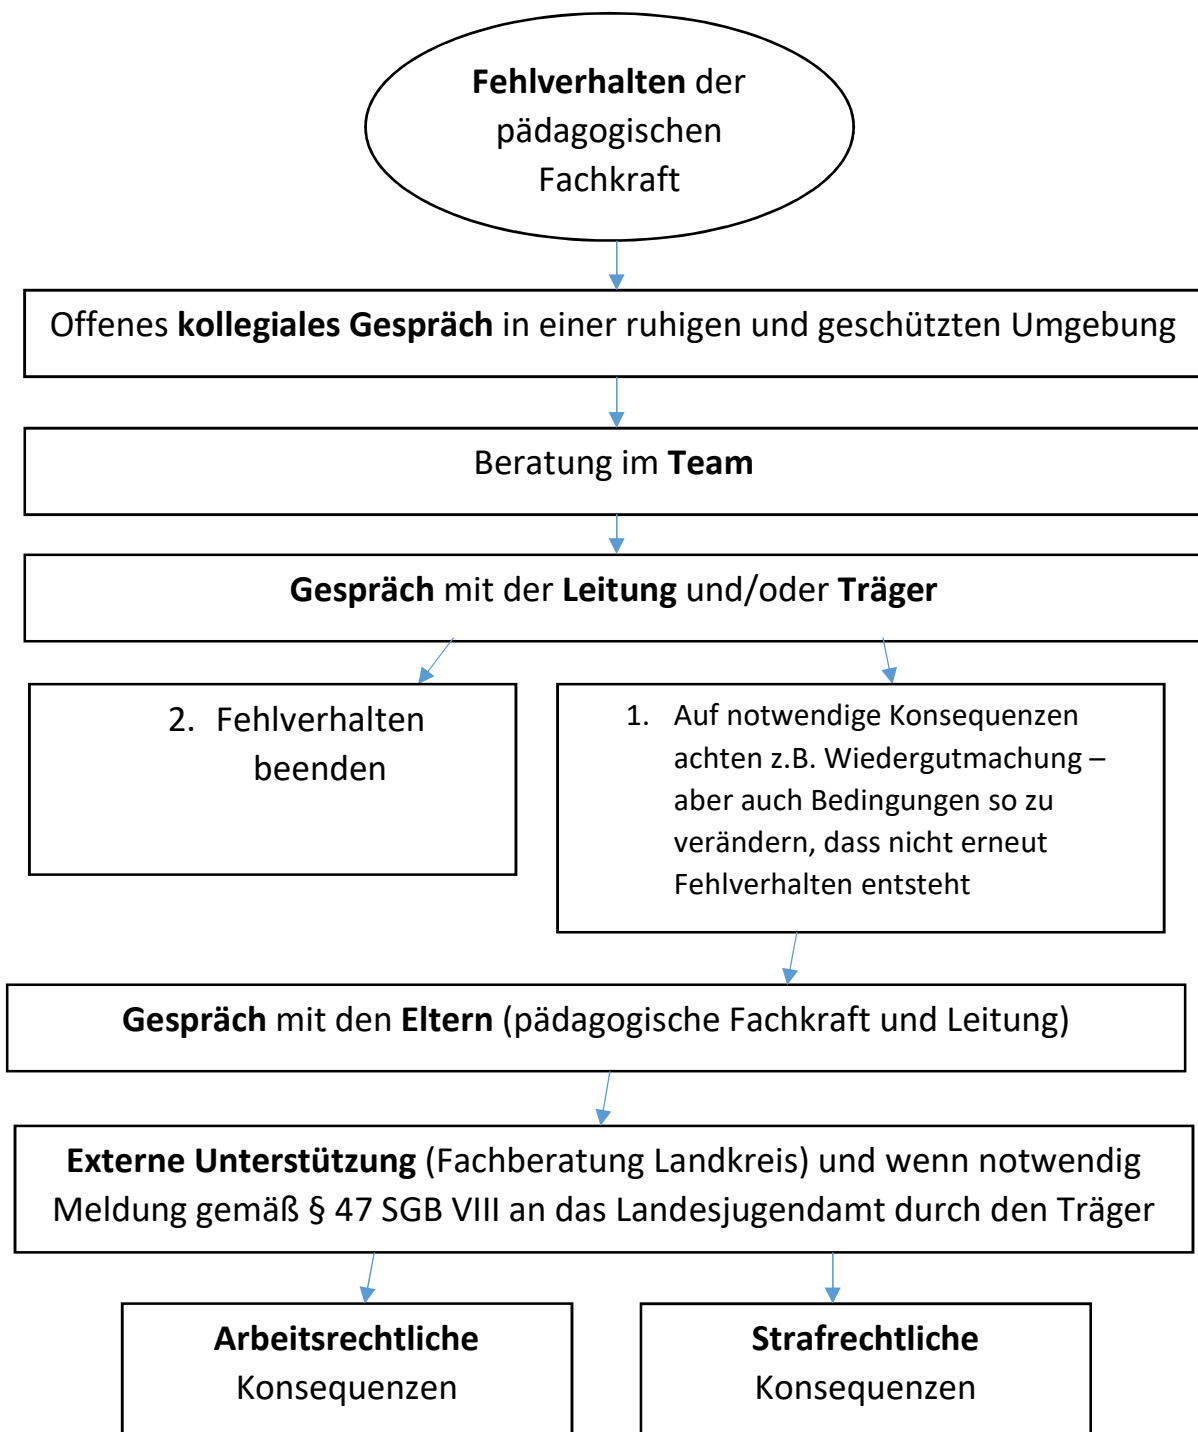 Fehlverhalten der
pädagogischen
Fachkraft
Offenes kollegiales Gespräch in einer ruhigen und geschützten Umgebung
Beratung im Team
Gespräch mit der Leitung und/oder Träger
2. Fehlverhalten
beenden
1. Auf notwendige Konsequenzen
achten z.B. Wiedergutmachung –
aber auch Bedingungen so zu
verändern, dass nicht erneut
Fehlverhalten entsteht
Gespräch mit den Eltern (pädagogische Fachkraft und Leitung)
Externe Unterstützung (Fachberatung Landkreis) und wenn notwendig
Meldung gemäß § 47 SGB VIII an das Landesjugendamt durch den Träger
Arbeitsrechtliche
Konsequenzen
Strafrechtliche
Konsequenzen